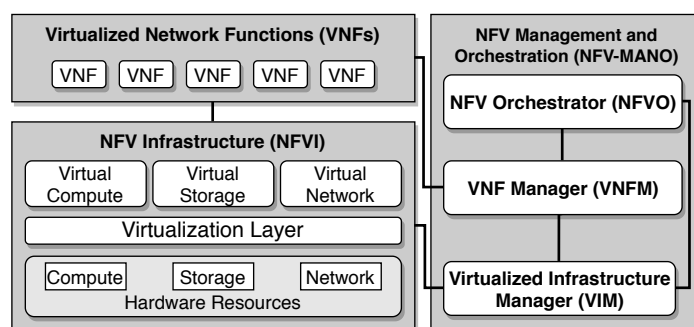 Virtualized Network Functions (VNFs)
VNF VNF VNF VNF VNF
NFV Infrastructure (NFVI)
Virtual Compute
Virtual Storage
Virtual Network
Virtualization Layer
Compute Storage Network
Hardware Resources
NFV Management and
Orchestration (NFV-MANO)
NFV Orchestrator (NFVO)
VNF Manager (VNFM)
Virtualized Infrastructure
Manager (VIM)